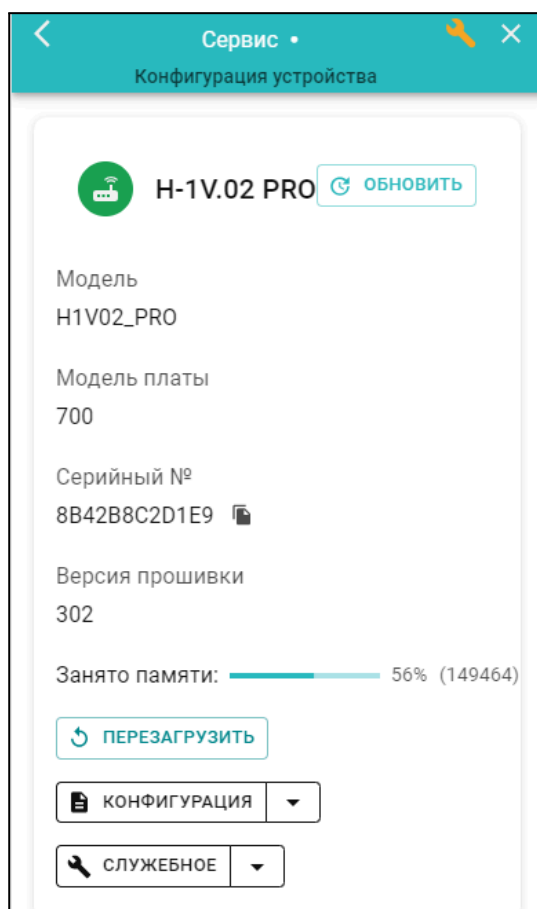 Сервис •
Конфигурация устройства
H-1V.02 PRO ОБНОВИТЬ
Модель
H1V02_PRO
Модель платы
700
Серийный №
8B42B8C2D1E9
Версия прошивки
302
Занято памяти: 56% (149464)
ПЕРЕЗАГРУЗИТЬ
КОНФИГУРАЦИЯ
СЛУЖЕБНОЕ